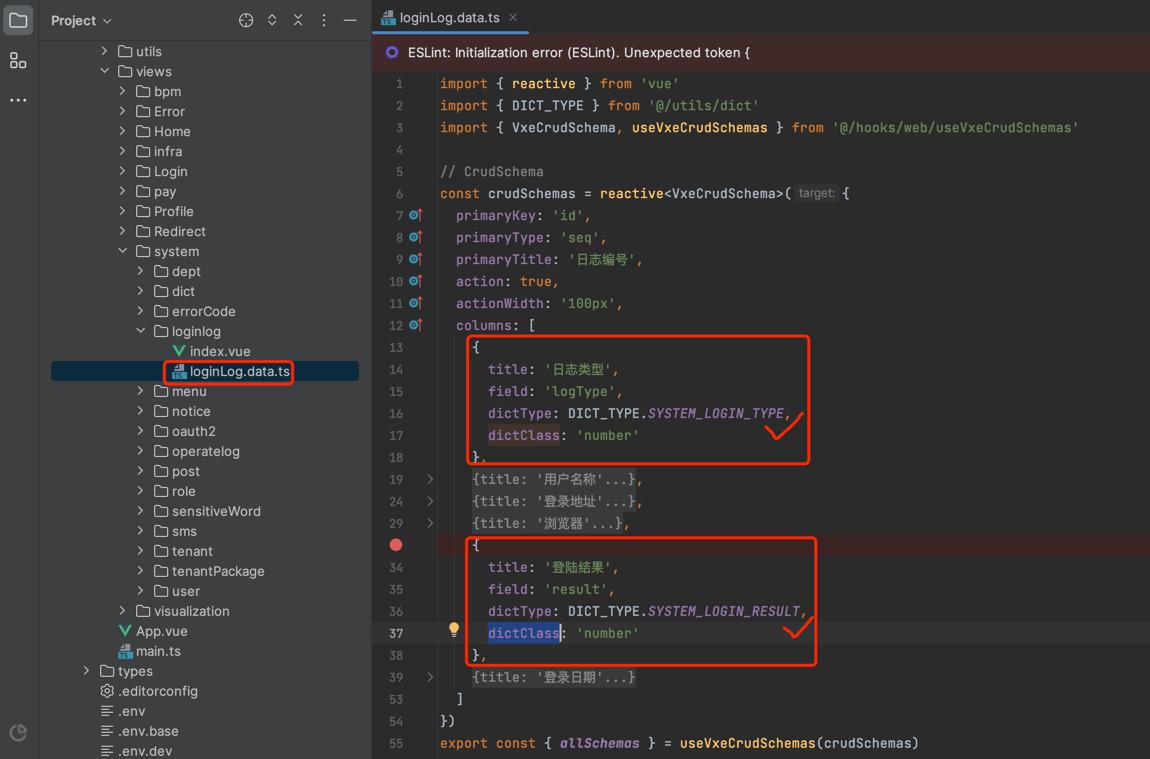 Project
loginLog.data.ts
utils
views
bpm
Error
Home
infra
Login
pay
Profile
Redirect
system
dept
dict
errorCode
loginlog
index.vue
loginLog.data.ts
menu
notice
oauth2
operatelog
post
role
sensitiveWord
sms
tenant
tenantPackage
user
visualization
App.vue
main.ts
types
.editorconfig
.env
.env.base
.env.dev
ESLint: Initialization error (ESLint). Unexpected token {
1 import { reactive } from 'vue'
2 import { DICT_TYPE } from '@/utils/dict'
3 import { VxeCrudSchema, useVxeCrudSchemas } from '@/hooks/web/useVxeCrudSchemas'
4
5 // CrudSchema
6 const crudSchemas = reactive<VxeCrudSchema>( target: {
7 primaryKey: 'id',
8 primaryType: 'seq',
9 primaryTitle: '日志编号',
10 action: true,
11 actionWidth: '100px',
12 columns: [
13 {
14 title: '日志类型',
15 field: 'logType',
16 dictType: DICT_TYPE.SYSTEM_LOGIN_TYPE,
17 dictClass: 'number'
18 },
19 {title: '用户名称'...},
24 {title: '登录地址'...},
29 {title: '浏览器'...},
{
34 title: '登陆结果',
35 field: 'result',
36 dictType: DICT_TYPE.SYSTEM_LOGIN_RESULT,
37 dictClass: 'number'
38 },
39 {title: '登录日期'...}
53 ]
54 })
55 export const { allSchemas } = useVxeCrudSchemas(crudSchemas)